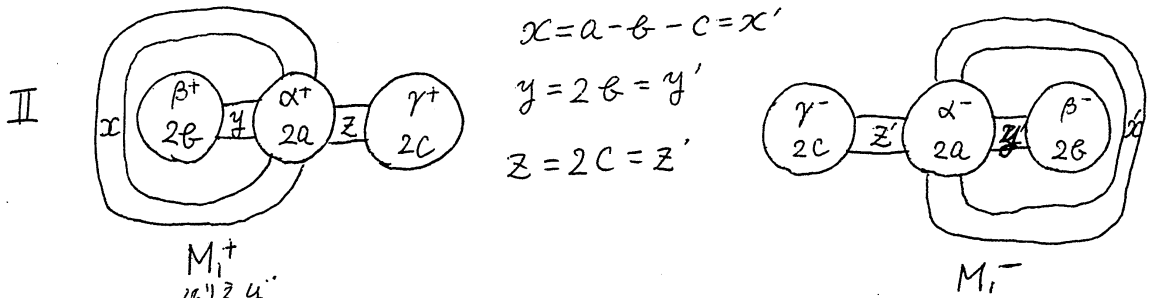 II
β⁺
2b
y
α⁺
2a
z
γ⁺
2c
x
M₁⁺
x = a - b - c = x′
y = 2b = y′
z = 2c = z′
γ⁻
2c
z′
α⁻
2a
y′
β⁻
2b
x′
M₁⁻